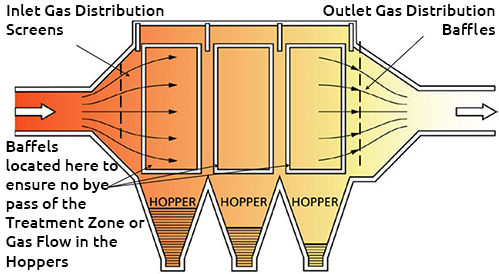 Inlet Gas Distribution
Screens
Outlet Gas Distribution
Baffles
Baffels
located here to
ensure no bye
pass of the
Treatment Zone or
Gas Flow in the
Hoppers
HOPPER
HOPPER
HOPPER